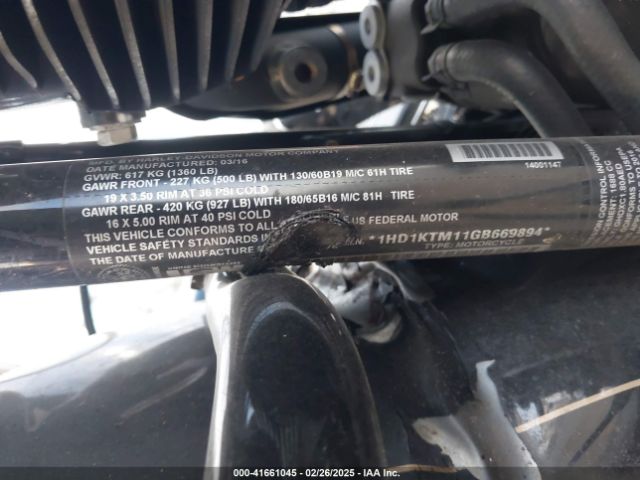 MFD. BY HARLEY-DAVIDSON MOTOR COMPANY
DATE MANUFACTURED: 03/16
GVWR: 617 KG (1360 LB)
GAWR FRONT - 227 KG (500 LB) WITH 130/60B19 M/C 61H TIRE
19 X 3.50 RIM AT 36 PSI COLD
GAWR REAR - 420 KG (927 LB) WITH 180/65B16 M/C 81H TIRE
16 X 5.00 RIM AT 40 PSI COLD
THIS VEHICLE CONFORMS TO ALL US FEDERAL MOTOR
VEHICLE SAFETY STANDARDS IN
THE DATE OF MANUFACTURE
14001147
*1HD1KTM11GB669894*
TYPE: MOTORCYCLE
000-41661045 / 02/26/2025 / IAA Inc.